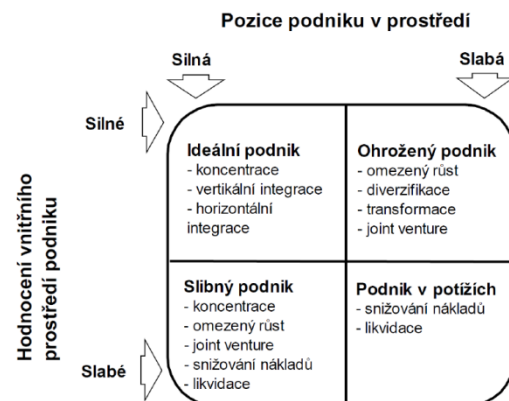 Pozice podniku v prostředí
Silná
Slabá
Silné
Hodnocení vnitřního
prostředí podniku
Slabé
Ideální podnik
- koncentrace
- vertikální integrace
- horizontální
integrace
Ohrožený podnik
- omezený růst
- diverzifikace
- transformace
- joint venture
Slibný podnik
- koncentrace
- omezený růst
- joint venture
- snižování nákladů
- likvidace
Podnik v potížích
- snižování nákladů
- likvidace